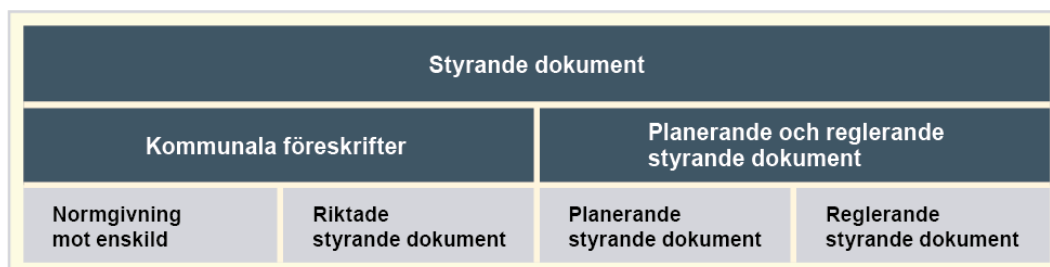 Styrande dokument
Kommunala föreskrifter
Planerande och reglerande
styrande dokument
Normgivning
mot enskild
Riktade
styrande dokument
Planerande
styrande dokument
Reglerande
styrande dokument